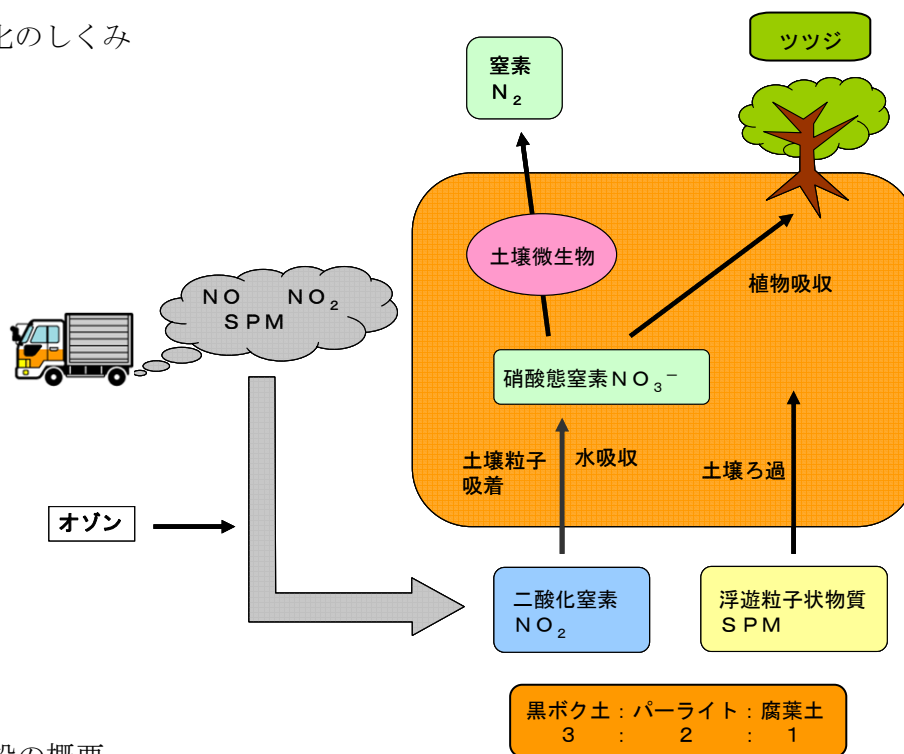 化のしくみ
ツツジ
窒素
N₂
土壌微生物
植物吸収
NO NO₂
SPM
硝酸態窒素NO₃⁻
土壌粒子
吸着
水吸収
土壌ろ過
オゾン
二酸化窒素
NO₂
浮遊粒子状物質
SPM
黒ボク土:パーライト:腐葉土
3 : 2 : 1
の概要